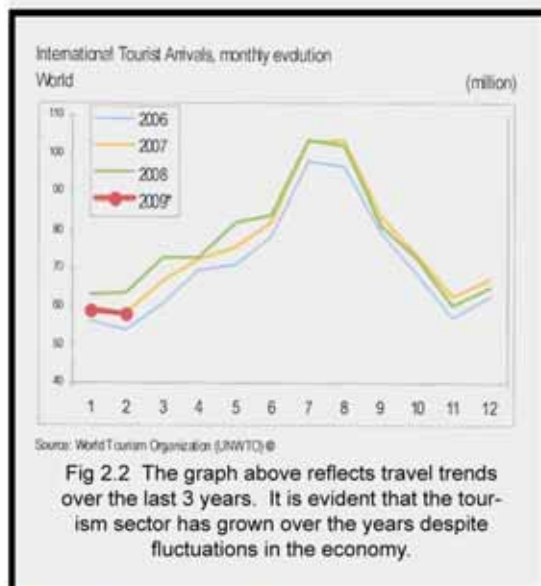 International Tourist Arrivals, monthly evolution
World (million)
110
100
90
80
70
60
50
40
2006
2007
2008
2009*
1 2 3 4 5 6 7 8 9 10 11 12
Source: World Tourism Organization (UNWTO) ©
Fig 2.2 The graph above reflects travel trends
over the last 3 years. It is evident that the tour-
ism sector has grown over the years despite
fluctuations in the economy.